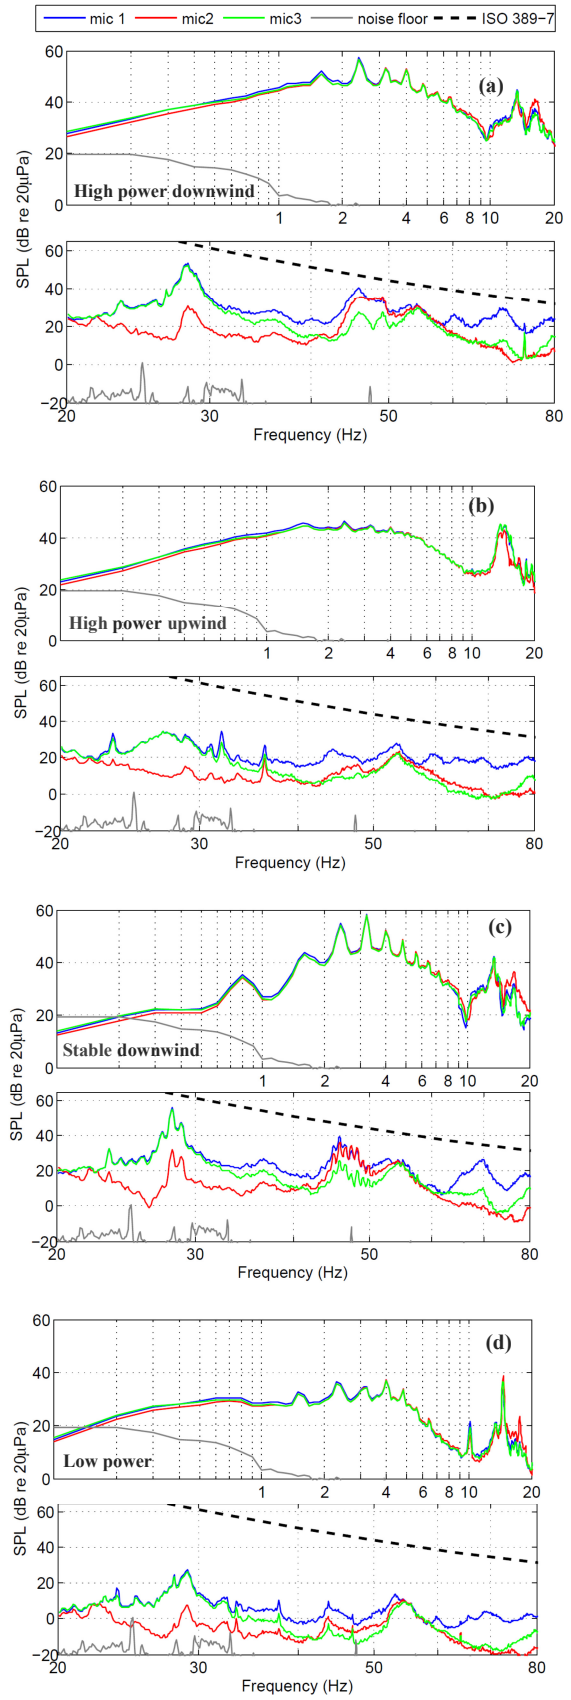 mic 1 mic2 mic3 noise floor ISO 389−7
60
40
20
0
(a)
High power downwind
1 2 4 6 8 10 20
SPL (dB re 20μPa)
60
40
20
0
−20
20 30 50 80
Frequency (Hz)
60
40
20
0
(b)
High power upwind
1 2 4 6 8 10 20
SPL (dB re 20μPa)
60
40
20
0
−20
20 30 50 80
Frequency (Hz)
60
40
20
0
(c)
Stable downwind
1 2 4 6 8 10 20
SPL (dB re 20μPa)
60
40
20
0
−20
20 30 50 80
Frequency (Hz)
60
40
20
0
(d)
Low power
1 2 4 6 8 10 20
SPL (dB re 20μPa)
60
40
20
0
−20
20 30 50 80
Frequency (Hz)